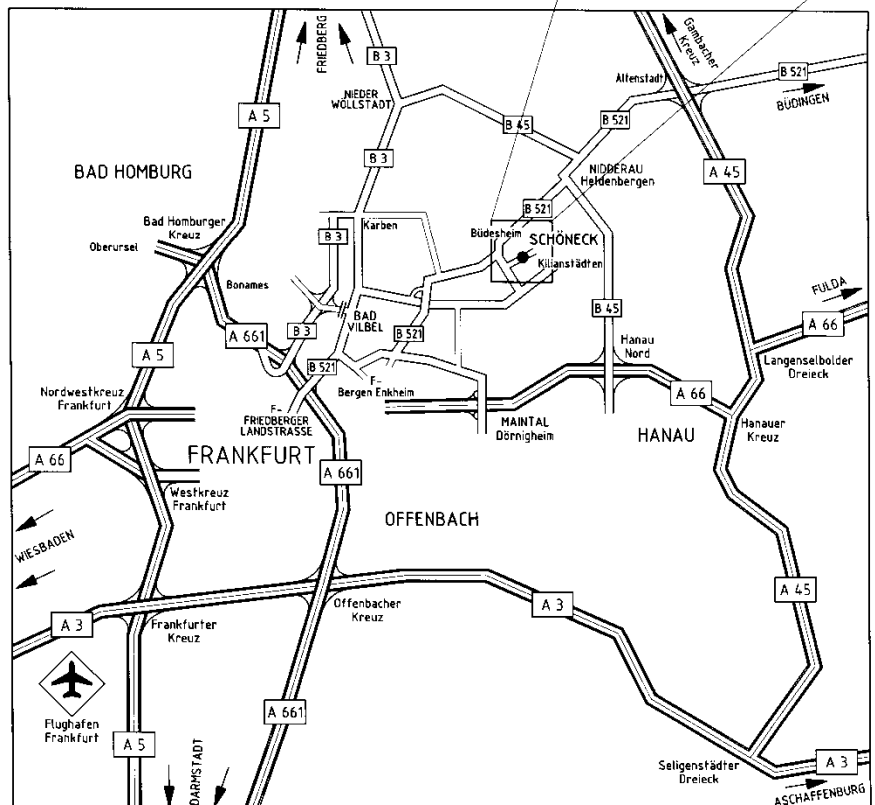 FRIEDBERG
B 3
Gambacher
Kreuz
Altenstadt
B 521
BÜDINGEN
NIEDER
WOLLSTADT
A 5
B 45
B 521
B 3
BAD HOMBURG
NIDDERAU
Heldenbergen
A 45
B 521
Bad Homburger
Kreuz
Karben
B 3
Büdesheim
SCHÖNECK
Oberursel
Kilianstädten
Bonames
FULDA
BAD
VILBEL
B 45
A 66
A 661
B 3
B 521
Hanau
Nord
A 5
Langenselbolder
Dreieck
B 521
F-
Bergen Enkheim
Nordwestkreuz
Frankfurt
A 66
F-
FRIEDBERGER
LANDSTRASSE
MAINTAL
Dörnigheim
HANAU
Hanauer
Kreuz
A 66
FRANKFURT
A 661
Westkreuz
Frankfurt
OFFENBACH
WIESBADEN
A 45
A 3
Offenbacher
Kreuz
A 3
Frankfurter
Kreuz
Flughafen
Frankfurt
A 661
A 5
DARMSTADT
Seligenstädter
Dreieck
A 3
ASCHAFFENBURG